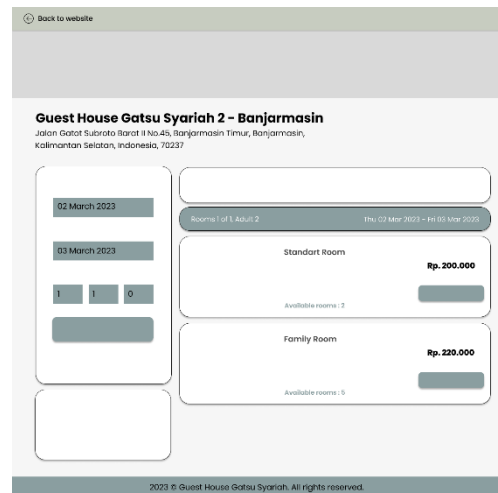 Back to website
Guest House Gatsu Syariah 2 - Banjarmasin
Jalan Gatot Subroto Barat II No.45, Banjarmasin Timur, Banjarmasin,
Kalimantan Selatan, Indonesia, 70237
02 March 2023
03 March 2023
1 1 0
Rooms 1 of 1, Adult 2 Thu 02 Mar 2023 - Fri 03 Mar 2023
Standart Room
Rp. 200.000
Available rooms : 2
Family Room
Rp. 220.000
Available rooms : 5
2023 © Guest House Gatsu Syariah. All rights reserved.